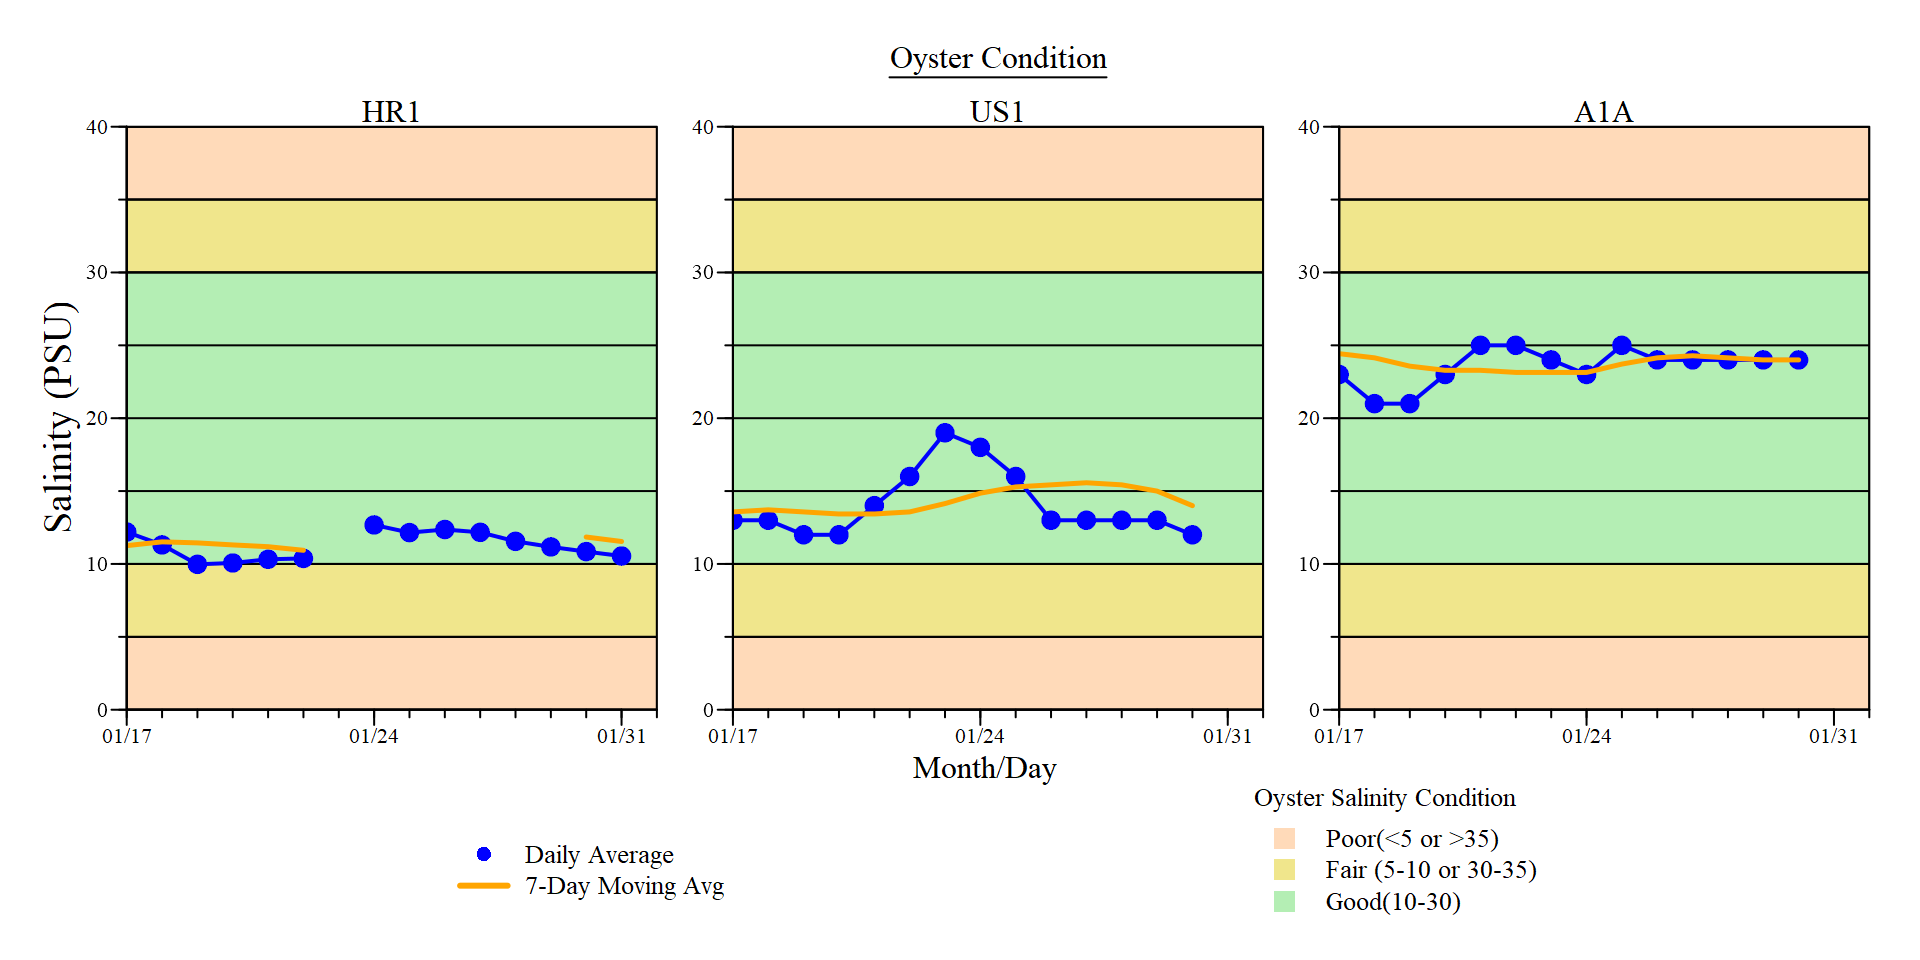 Oyster Condition
HR1
US1
A1A
Salinity (PSU)
40
30
20
10
0
01/17
01/24
01/31
40
30
20
10
0
01/17
01/24
01/31
40
30
20
10
0
01/17
01/24
01/31
Month/Day
Daily Average
7-Day Moving Avg
Oyster Salinity Condition
Poor(<5 or >35)
Fair (5-10 or 30-35)
Good(10-30)